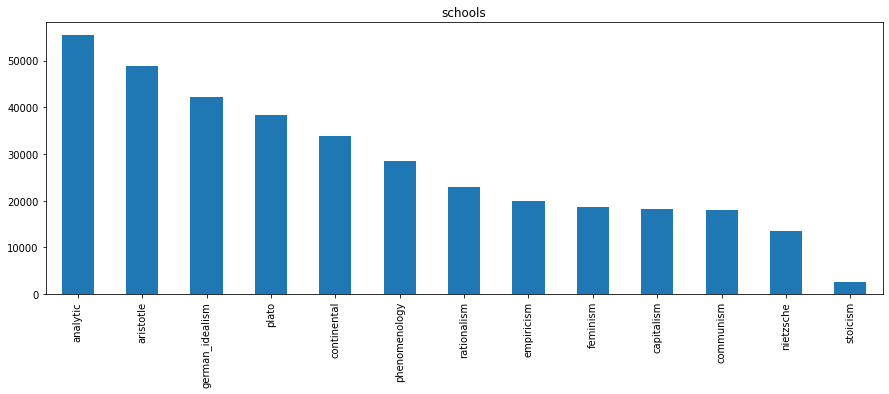 schools
50000
40000
30000
20000
10000
0
analytic
aristotle
german_idealism
plato
continental
phenomenology
rationalism
empiricism
feminism
capitalism
communism
nietzsche
stoicism